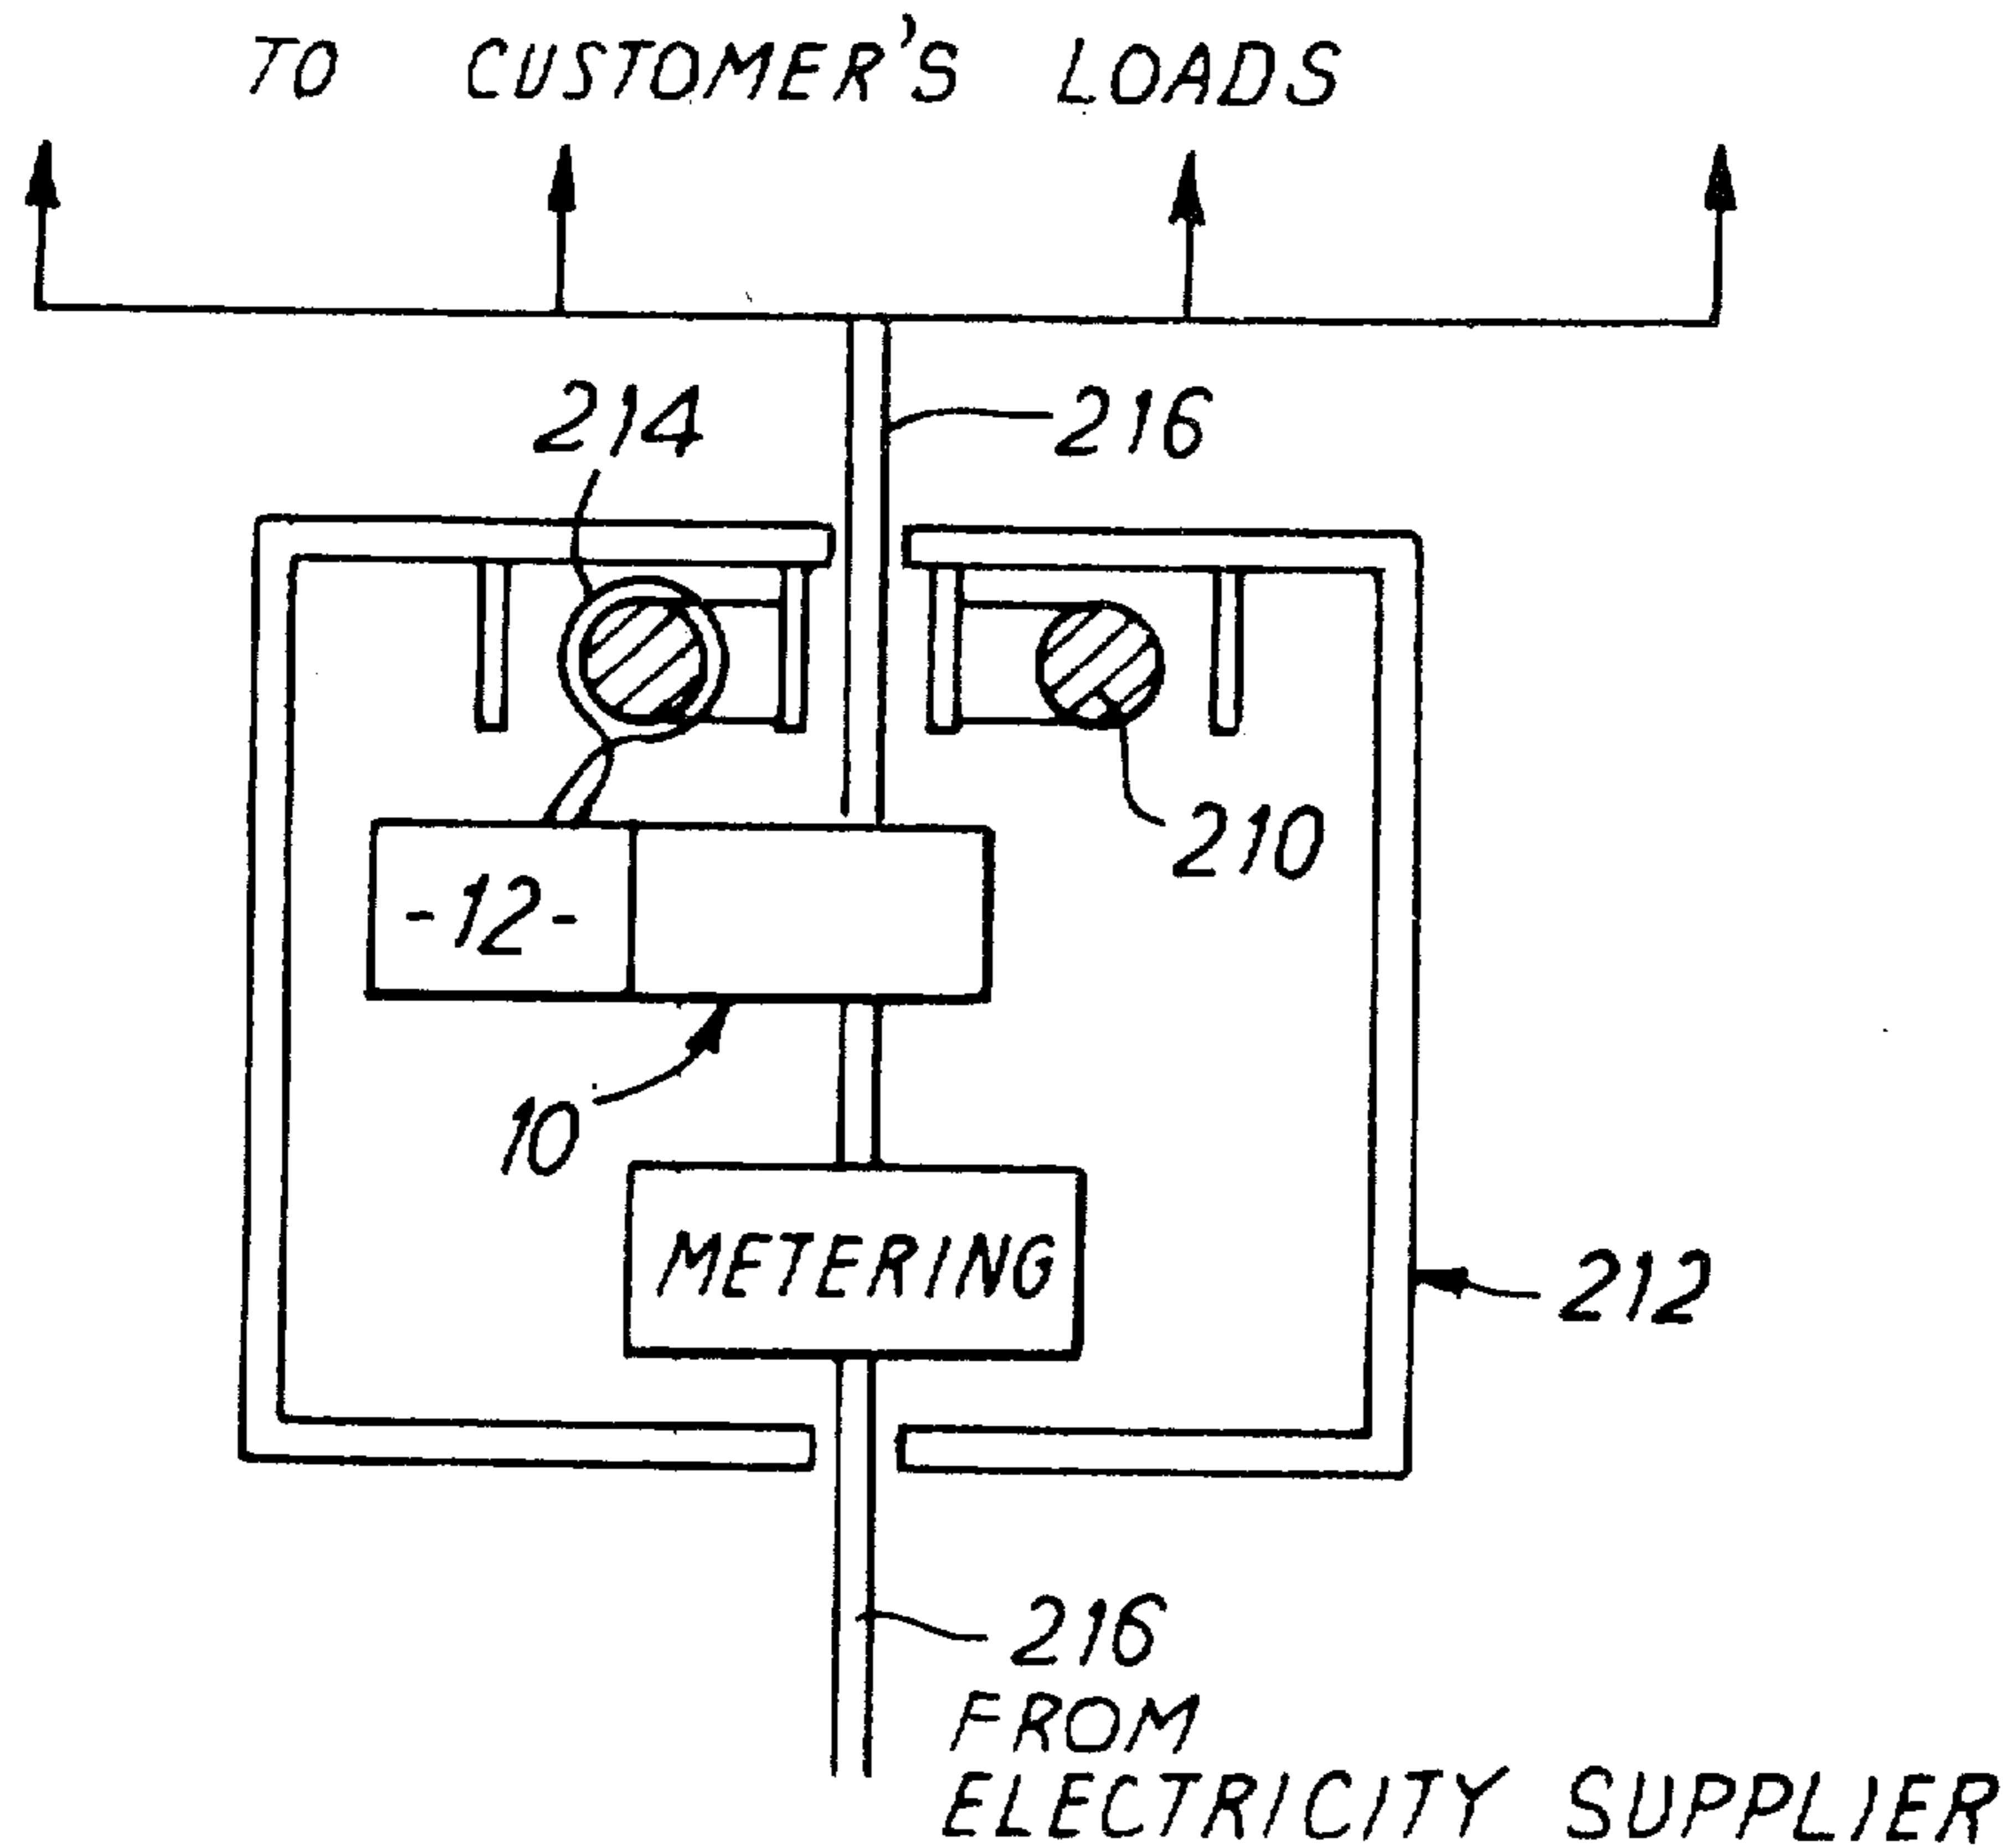 TO CUSTOMER'S LOADS
214
216
210
-12-
10
METERING
212
216
FROM
ELECTRICITY SUPPLIER